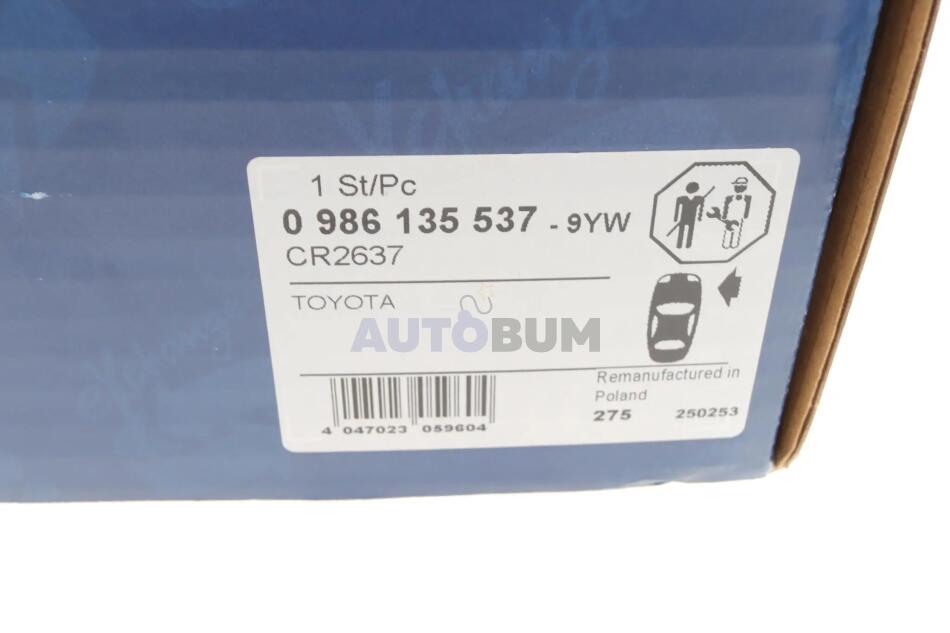 1 St/Pc
0 986 135 537 - 9YW
CR2637
TOYOTA
AUTOBUM
Remanufactured in
Poland
275 250253
4 047023 059604